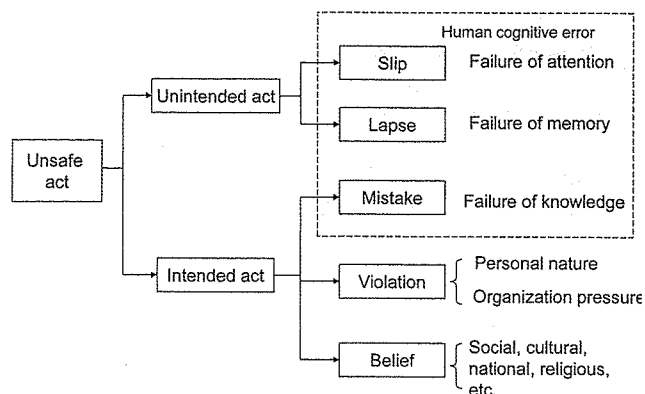 Human cognitive error
Slip
Failure of attention
Unintended act
Lapse
Failure of memory
Unsafe
act
Mistake
Failure of knowledge
Intended act
Violation
Personal nature
Organization pressure
Belief
Social, cultural,
national, religious,
etc.